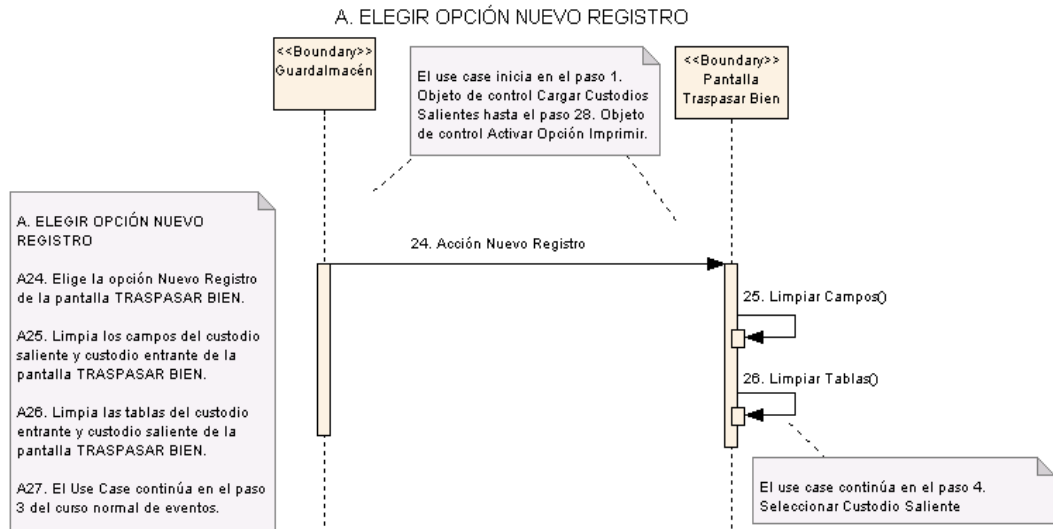 A. ELEGIR OPCIÓN NUEVO REGISTRO
<<Boundary>>
Guardalmacén
El use case inicia en el paso 1.
Objeto de control Cargar Custodios
Salientes hasta el paso 28. Objeto
de control Activar Opción Imprimir.
<<Boundary>>
Pantalla
Traspasar Bien
A. ELEGIR OPCIÓN NUEVO
REGISTRO
A24. Elige la opción Nuevo Registro
de la pantalla TRASPASAR BIEN.
A25. Limpia los campos del custodio
saliente y custodio entrante de la
pantalla TRASPASAR BIEN.
A26. Limpia las tablas del custodio
entrante y custodio saliente de la
pantalla TRASPASAR BIEN.
A27. El Use Case continúa en el paso
3 del curso normal de eventos.
24. Acción Nuevo Registro
25. Limpiar Campos()
26. Limpiar Tablas()
El use case continúa en el paso 4.
Seleccionar Custodio Saliente